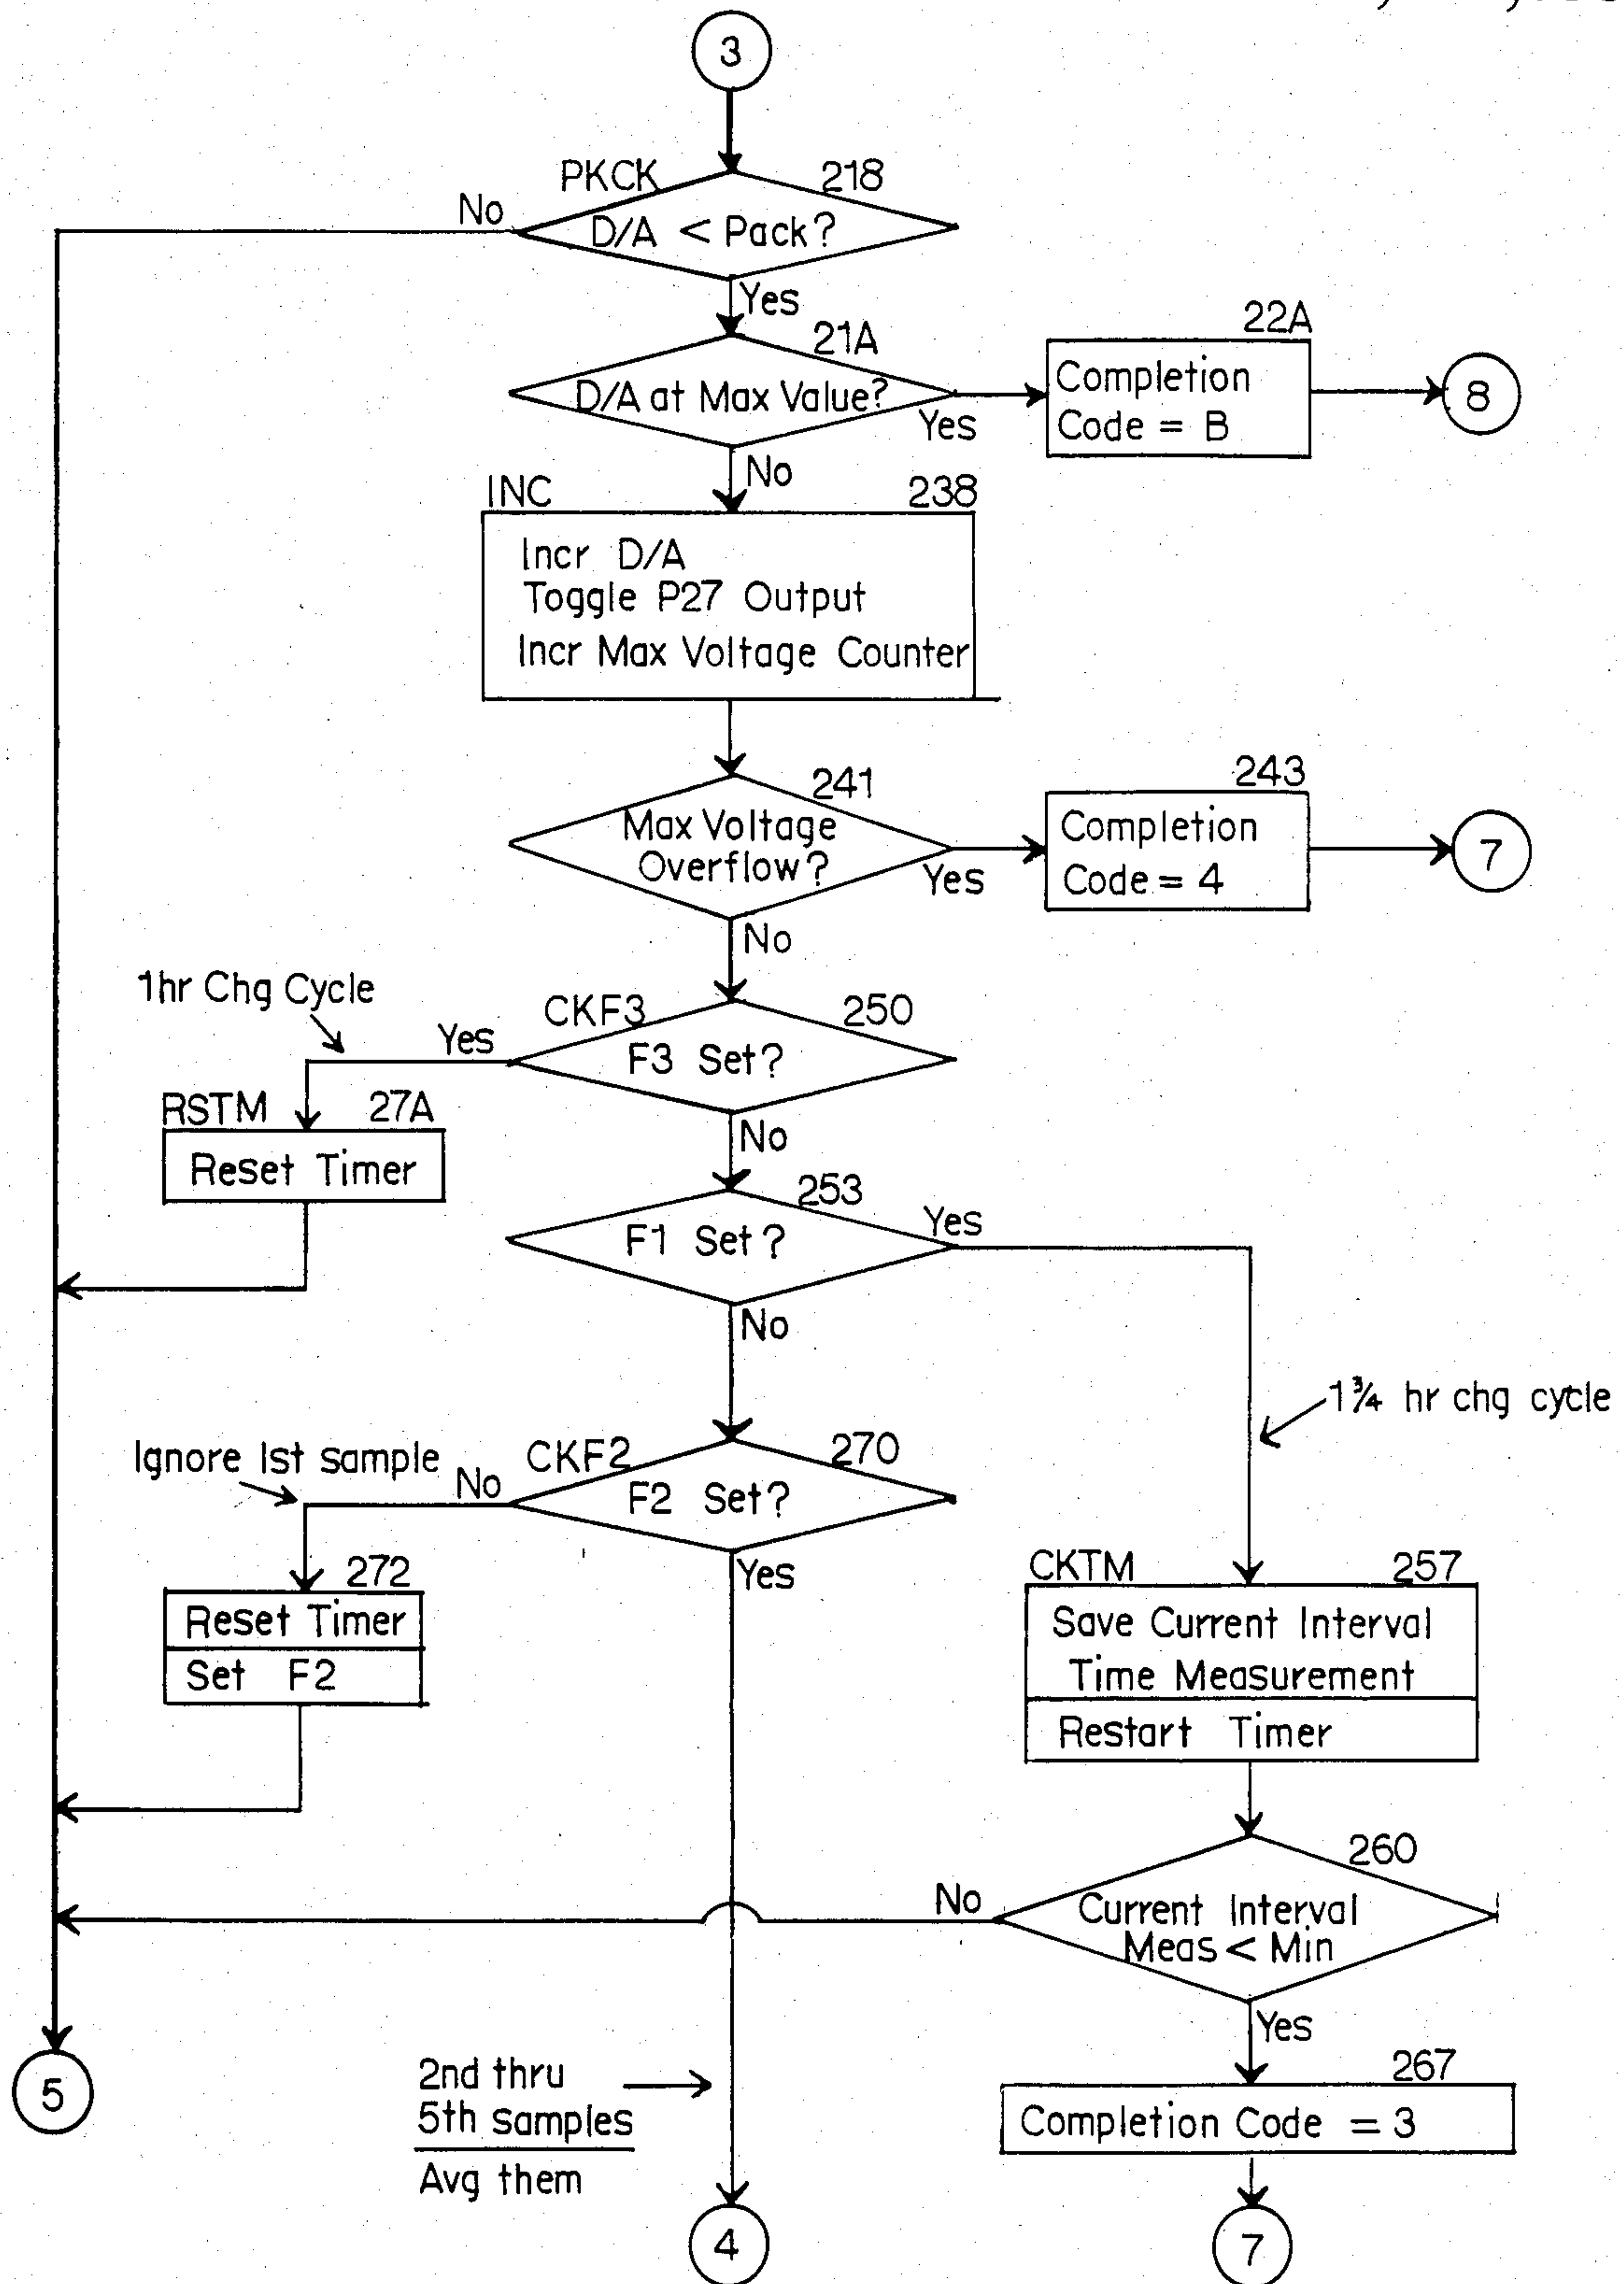 3
PKCK 218
No D/A < Pack?
Yes
21A 22A
D/A at Max Value? Yes
Completion
Code = B
8
No
INC 238
Incr D/A
Toggle P27 Output
Incr Max Voltage Counter
241 243
Max Voltage
Overflow? Yes
Completion
Code = 4
7
No
1hr Chg Cycle
CKF3 250
Yes F3 Set?
RSTM 27A
Reset Timer
No
253
F1 Set? Yes
No
1¾ hr chg cycle
Ignore 1st sample
CKF2 270
No F2 Set?
272
Reset Timer
Set F2
Yes
CKTM 257
Save Current Interval
Time Measurement
Restart Timer
260
No Current Interval
Meas < Min
Yes
5
2nd thru
5th samples
Avg them
267
Completion Code = 3
4
7